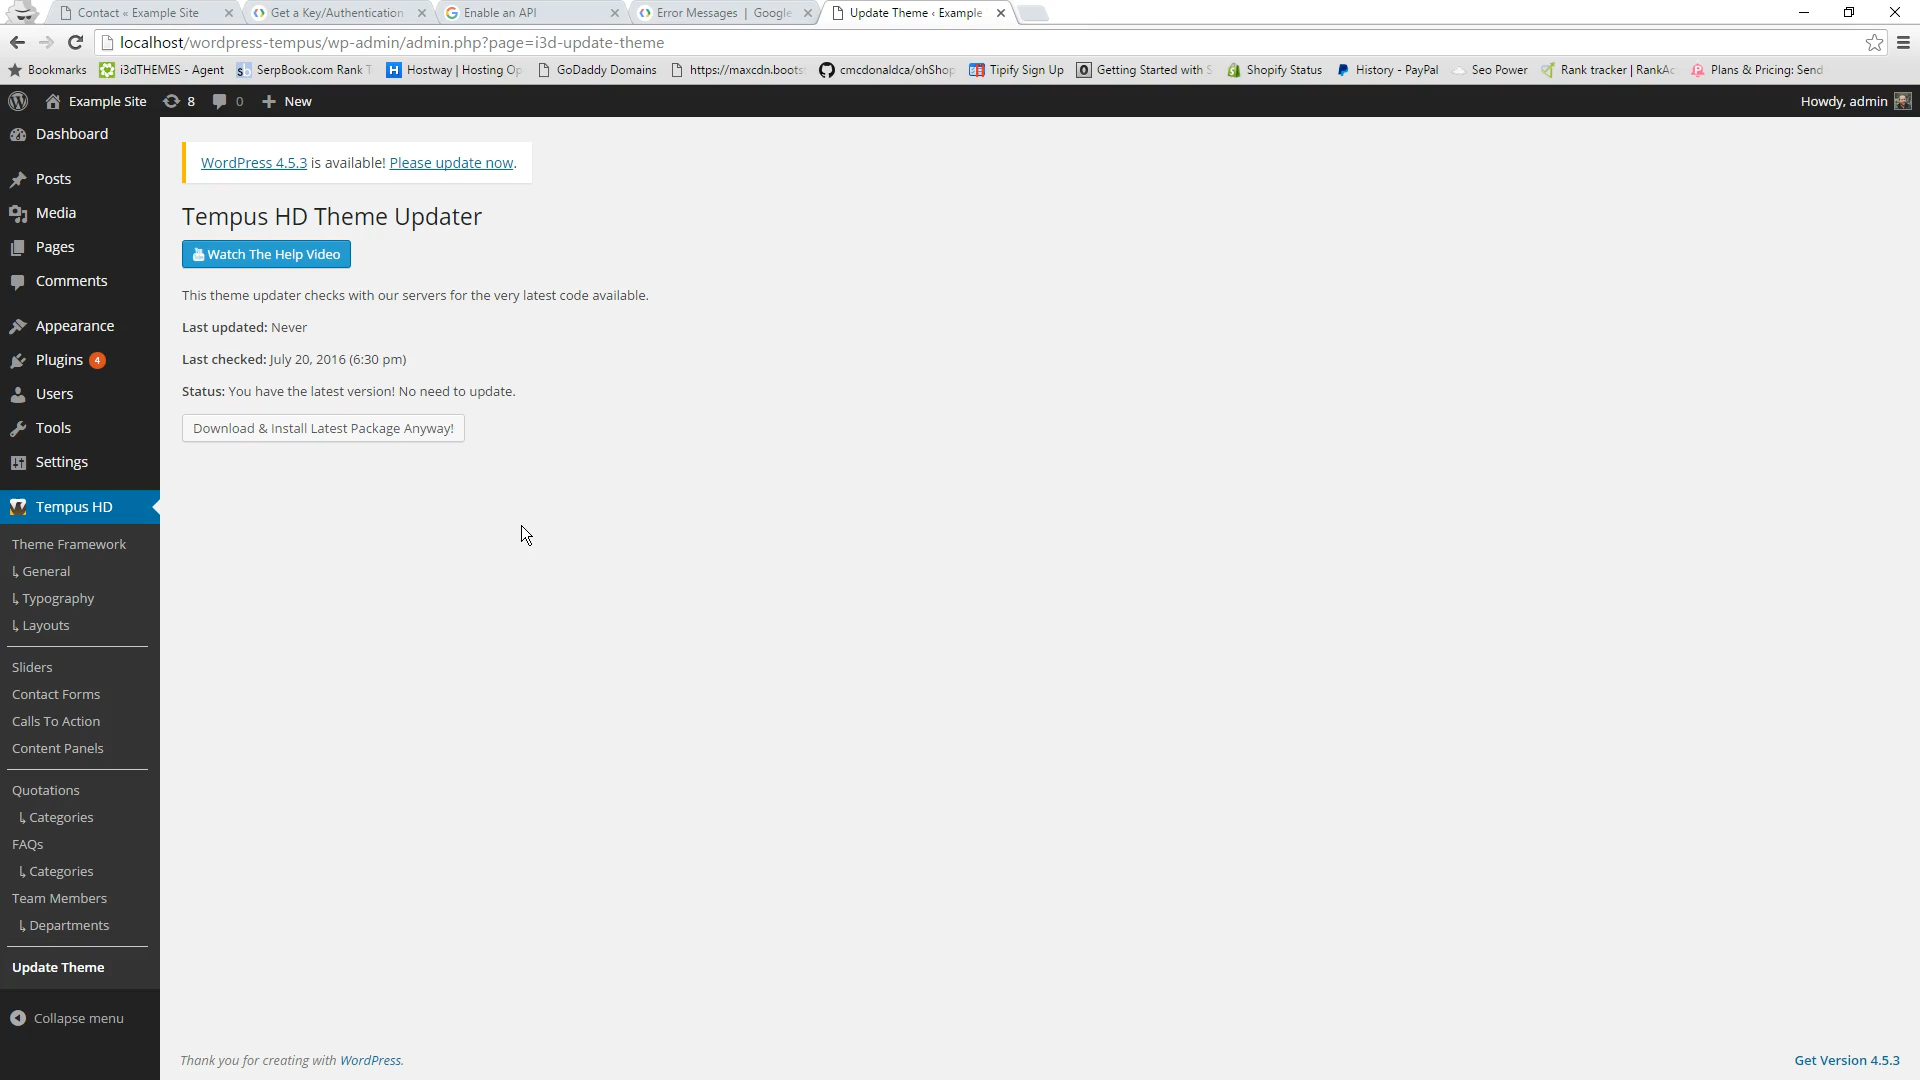 Contact « Example Site
Get a Key/Authentication
Enable an API
Error Messages | Google
Update Theme ‹ Example
localhost/wordpress-tempus/wp-admin/admin.php?page=i3d-update-theme
Bookmarks
i3dTHEMES - Agent
SerpBook.com Rank T
Hostway | Hosting Op
GoDaddy Domains
https://maxcdn.boots
cmcdonaldca/ohShop
Tipify Sign Up
Getting Started with S
Shopify Status
History - PayPal
Seo Power
Rank tracker | RankAc
Plans & Pricing: Send
Example Site
8
0
New
Howdy, admin
Dashboard
Posts
Media
Pages
Comments
Appearance
Plugins 4
Users
Tools
Settings
Tempus HD
Theme Framework
↳ General
↳ Typography
↳ Layouts
Sliders
Contact Forms
Calls To Action
Content Panels
Quotations
↳ Categories
FAQs
↳ Categories
Team Members
↳ Departments
Update Theme
Collapse menu
WordPress 4.5.3 is available! Please update now.
Tempus HD Theme Updater
Watch The Help Video
This theme updater checks with our servers for the very latest code available.
Last updated: Never
Last checked: July 20, 2016 (6:30 pm)
Status: You have the latest version! No need to update.
Download & Install Latest Package Anyway!
Thank you for creating with WordPress.
Get Version 4.5.3